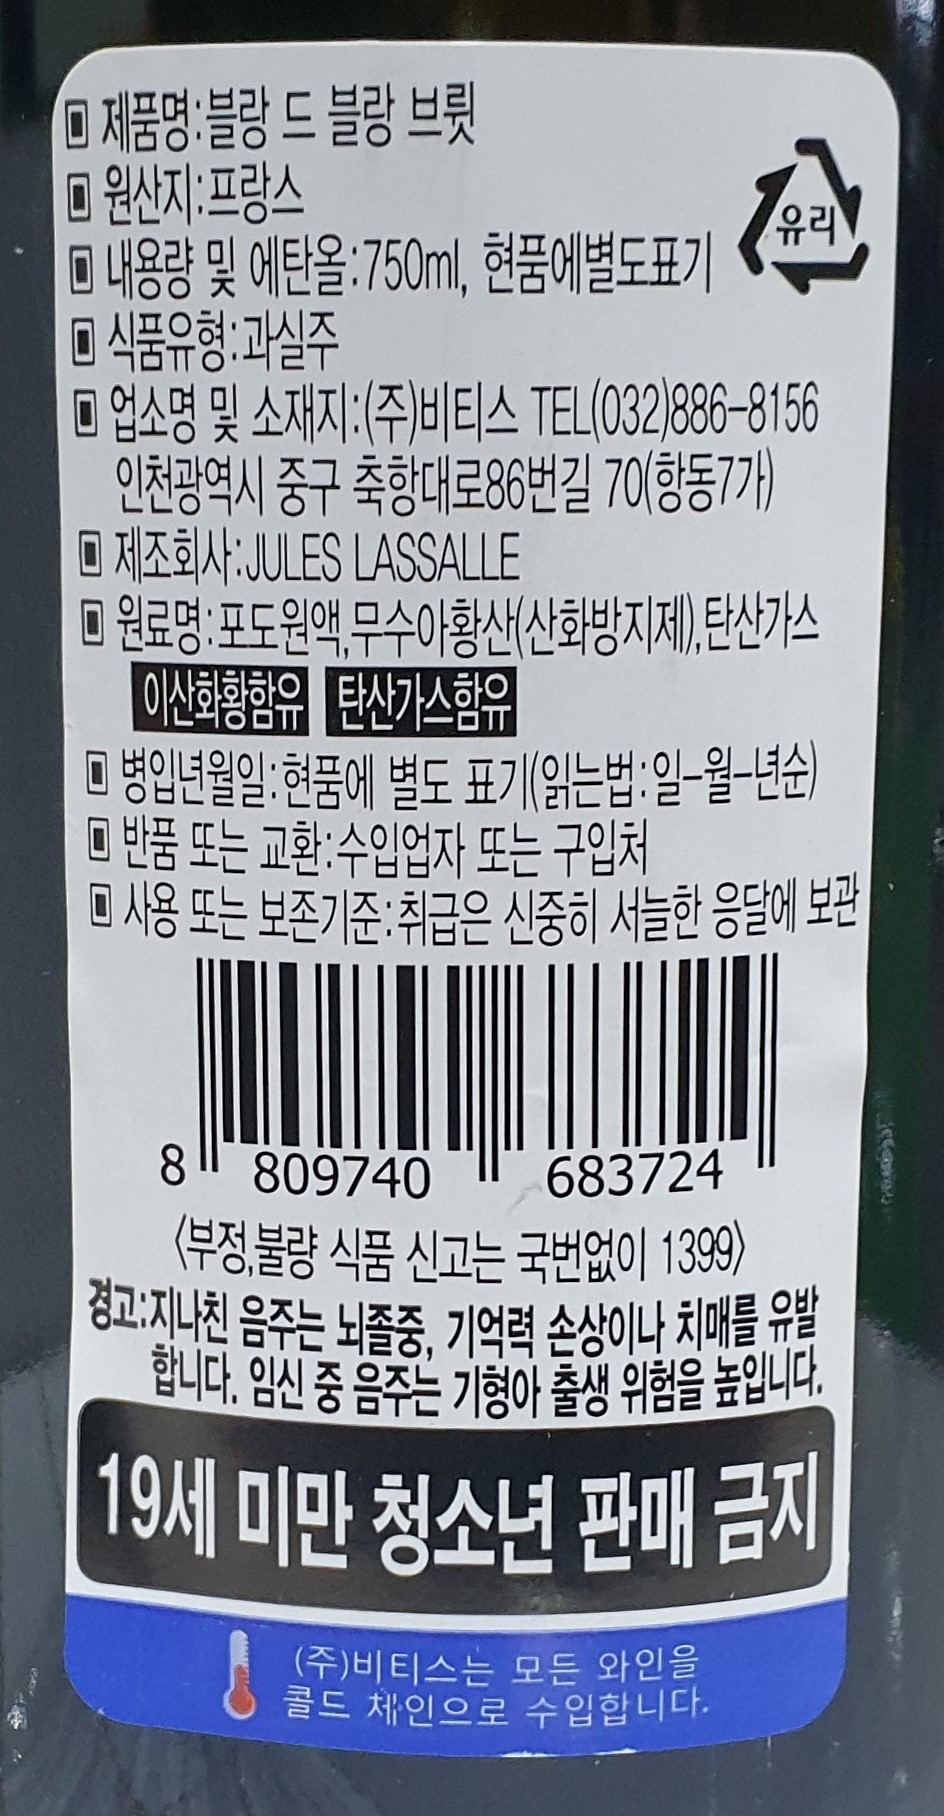 ▣ 제품명:블랑 드 블랑 브륏
▣ 원산지:프랑스
유리
▣ 내용량 및 에탄올:750ml, 현품에별도표기
▣ 식품유형:과실주
▣ 업소명 및 소재지:(주)비티스 TEL(032)886-8156
인천광역시 중구 축항대로86번길 70(항동7가)
▣ 제조회사:JULES LASSALLE
▣ 원료명:포도원액,무수아황산(산화방지제),탄산가스
이산화황함유 탄산가스함유
▣ 병입년월일:현품에 별도 표기(읽는법:일-월-년순)
▣ 반품 또는 교환:수입업자 또는 구입처
▣ 사용 또는 보존기준:취급은 신중히 서늘한 응달에 보관
8 809740 683724
〈부정,불량 식품 신고는 국번없이 1399〉
경고:지나친 음주는 뇌졸중, 기억력 손상이나 치매를 유발
합니다. 임신 중 음주는 기형아 출생 위험을 높입니다.
19세 미만 청소년 판매 금지
(주)비티스는 모든 와인을
콜드 체인으로 수입합니다.